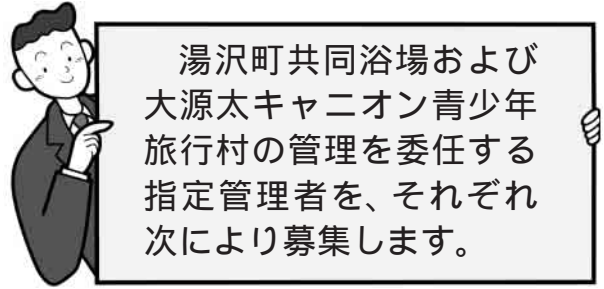 湯沢町共同浴場および
大源太キャニオン青少年
旅行村の管理を委任する
指定管理者を、それぞれ
次により募集します。